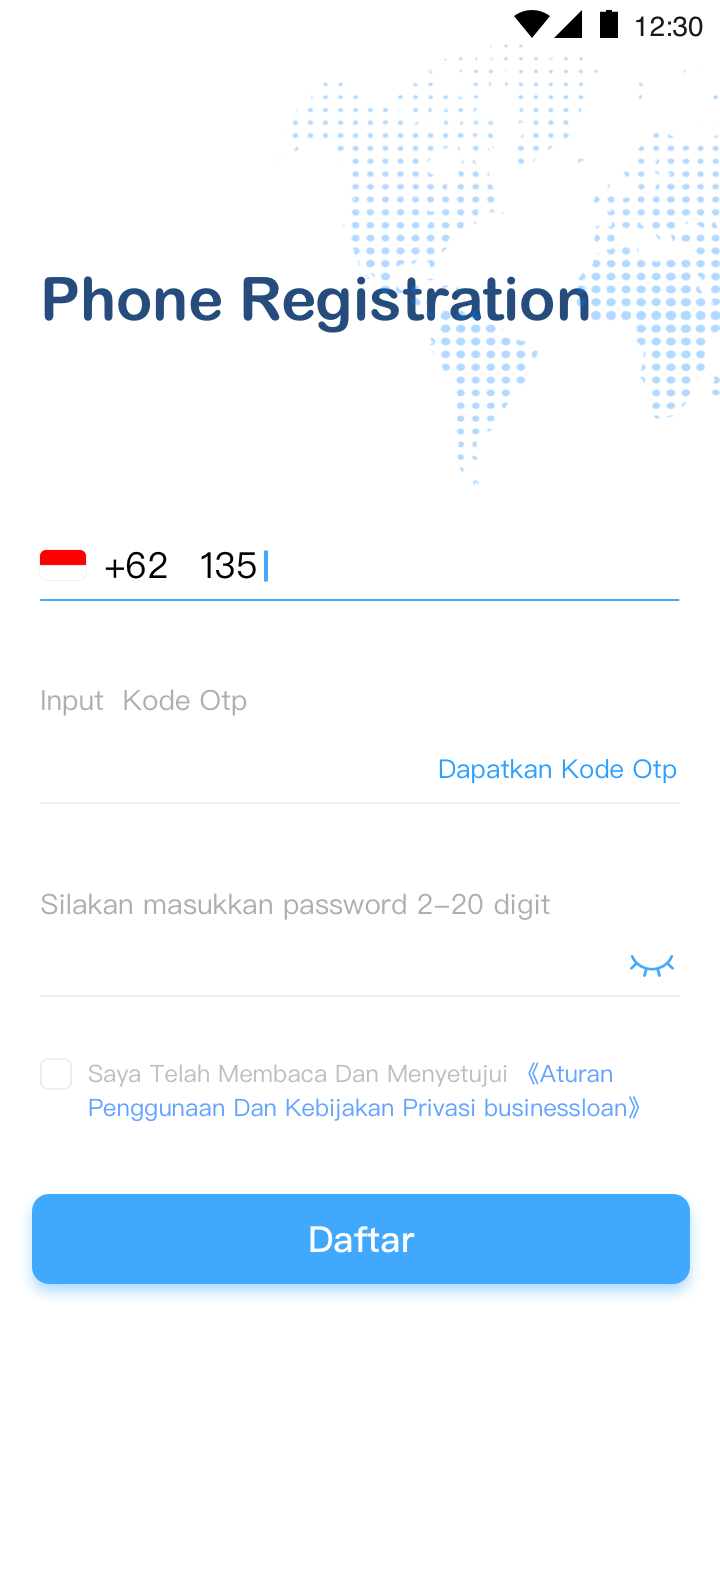 12:30
Phone Registration
+62 135
Input Kode Otp
Dapatkan Kode Otp
Silakan masukkan password 2–20 digit
Saya Telah Membaca Dan Menyetujui 《Aturan
Penggunaan Dan Kebijakan Privasi businessloan》
Daftar